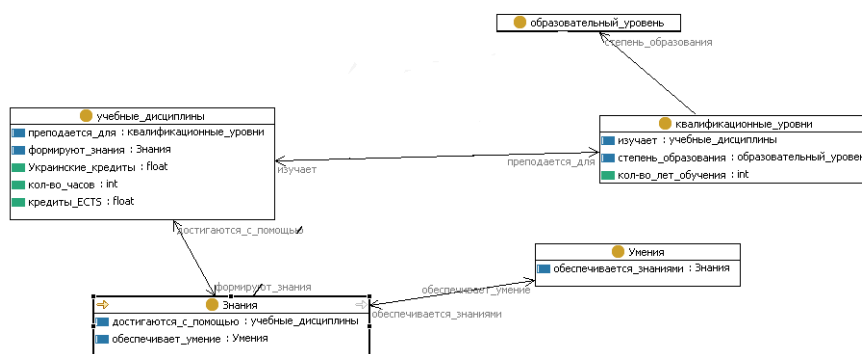 образовательный_уровень
степень_образования
учебные_дисциплины
преподается_для : квалификационные_уровни
формируют_знания : Знания
Украинские_кредиты : float
кол-во_часов : int
кредиты_ECTS : float
квалификационные_уровни
изучает : учебные_дисциплины
степень_образования : образовательный_уровень
кол-во_лет_обучения : int
изучает
преподается_для
достигаются_с_помощью
Умения
обеспечивается_знаниями : Знания
формируют_знания
обеспечивает_умение
обеспечивается_знаниями
Знания
достигаются_с_помощью : учебные_дисциплины
обеспечивает_умение : Умения